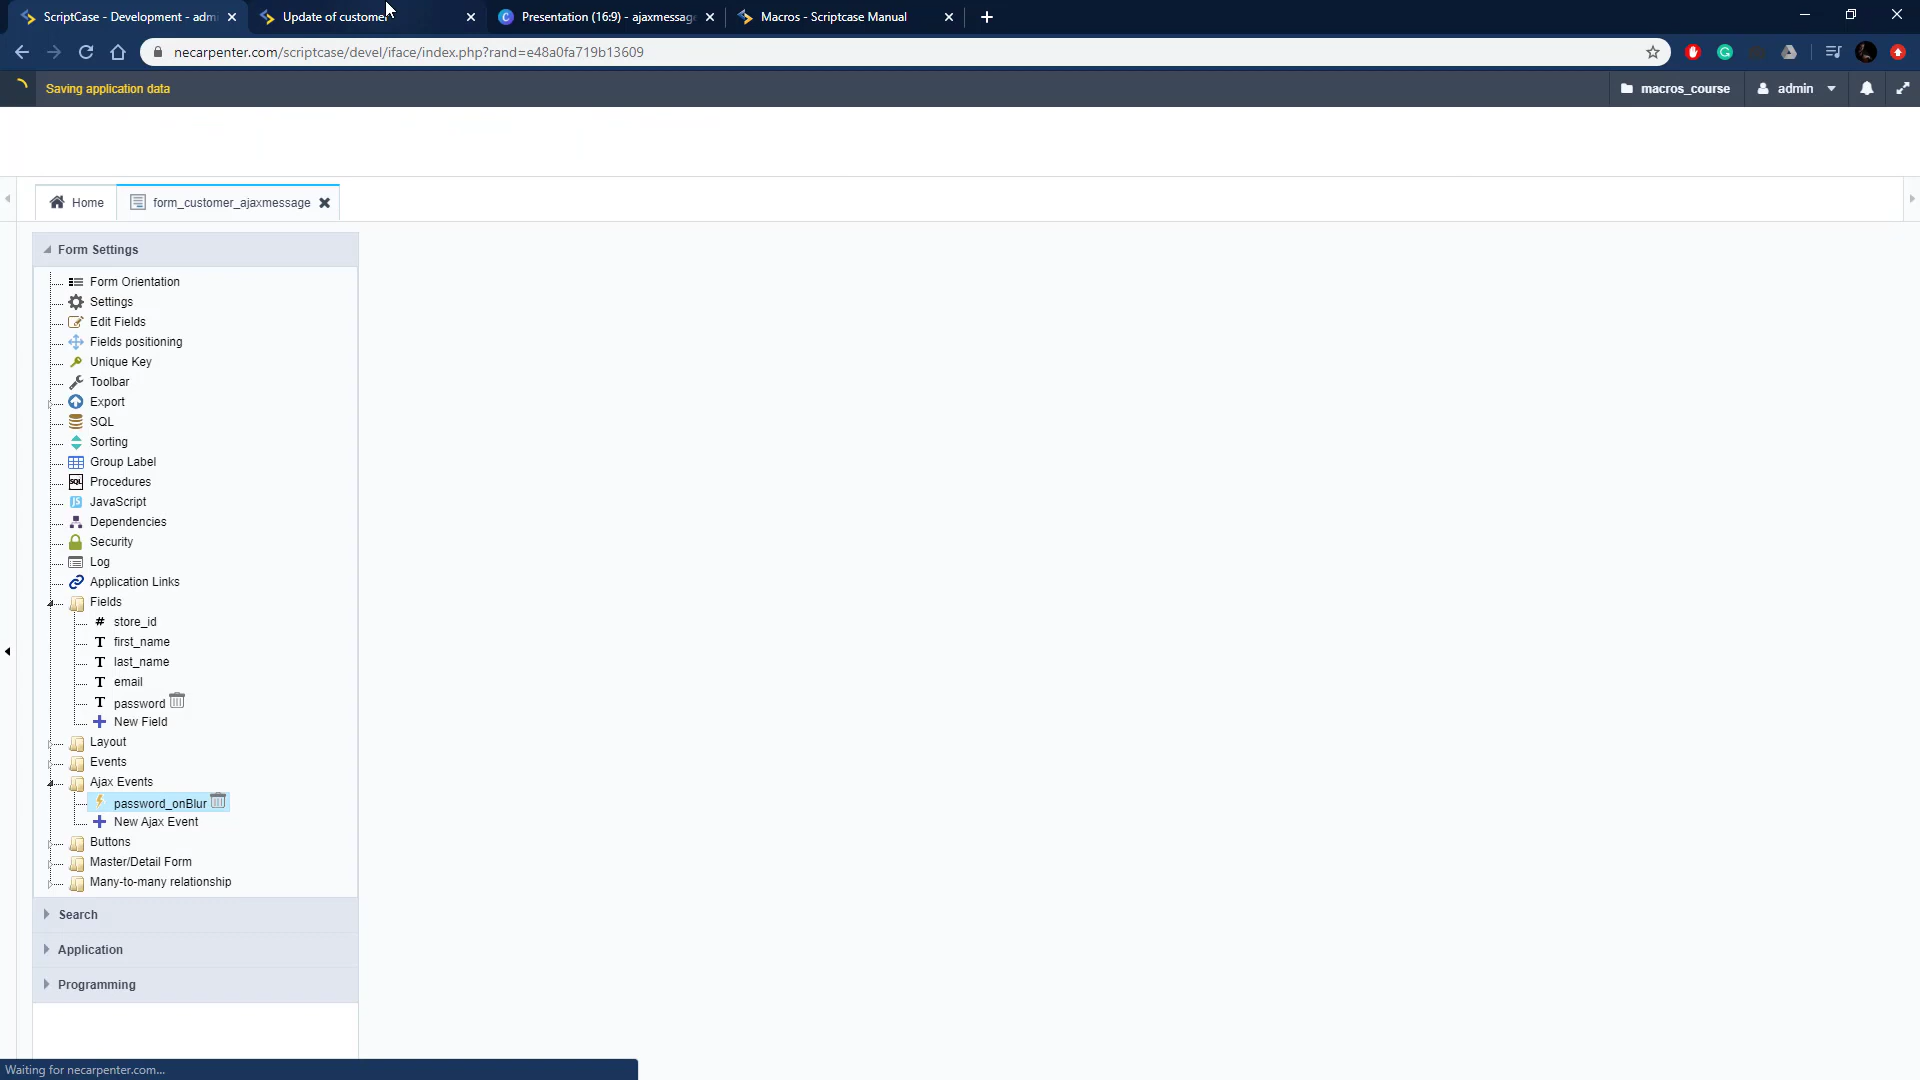 ScriptCase - Development - adm
Update of customer
Presentation (16:9) - ajaxmessag
Macros - Scriptcase Manual
necarpenter.com/scriptcase/devel/iface/index.php?rand=e48a0fa719b13609
Saving application data
macros_course
admin
Home
form_customer_ajaxmessage
Form Settings
Form Orientation
Settings
Edit Fields
Fields positioning
Unique Key
Toolbar
Export
SQL
Sorting
Group Label
SQL Procedures
JS JavaScript
Dependencies
Security
Log
Application Links
Fields
# store_id
T first_name
T last_name
T email
T password
New Field
Layout
Events
Ajax Events
password_onBlur
New Ajax Event
Buttons
Master/Detail Form
Many-to-many relationship
Search
Application
Programming
Waiting for necarpenter.com...